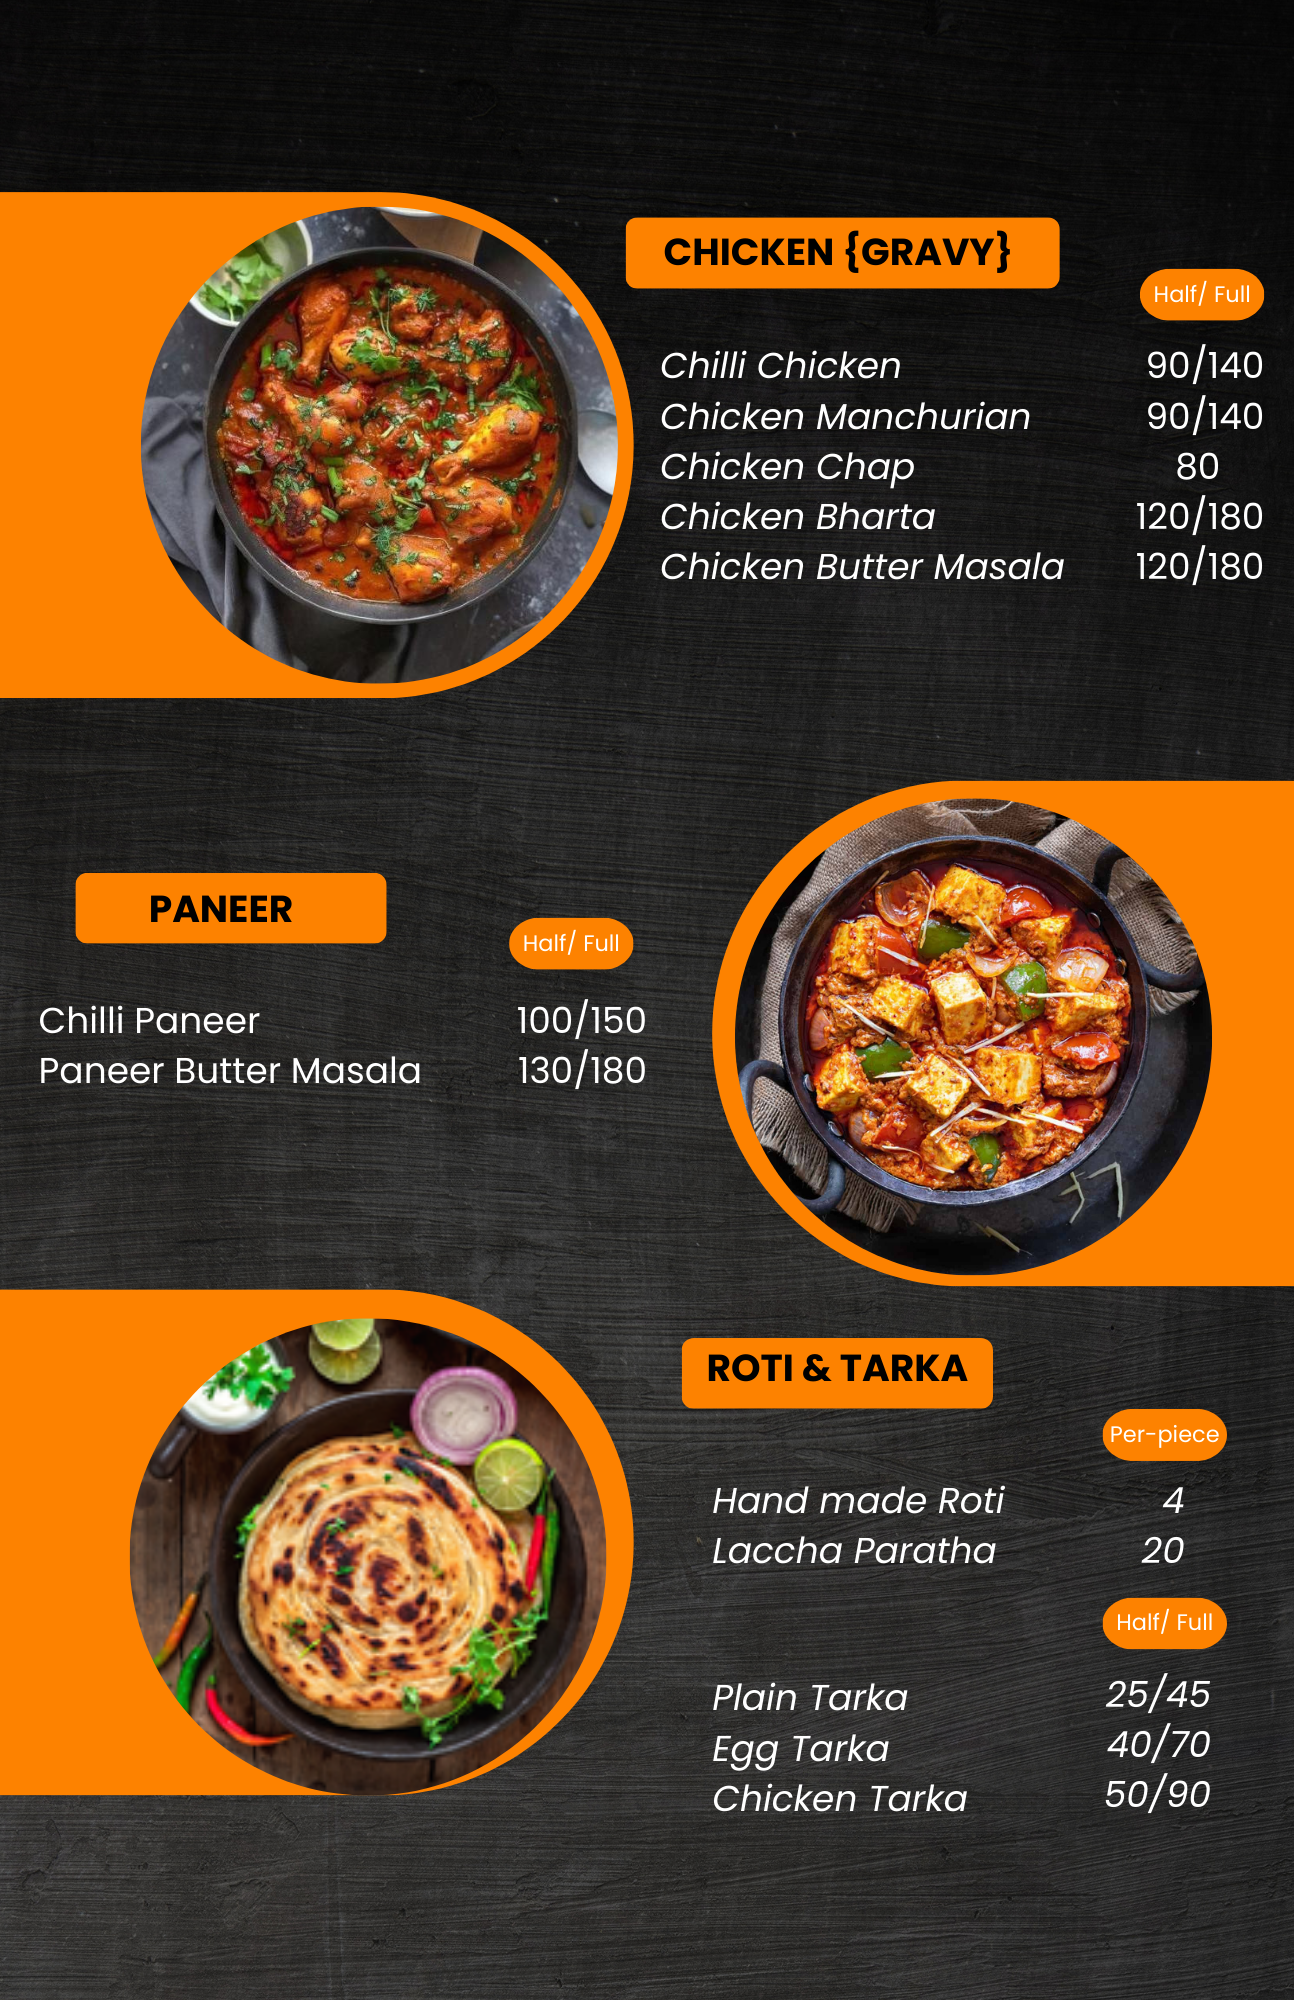 CHICKEN {GRAVY}
Half/ Full
Chilli Chicken 90/140
Chicken Manchurian 90/140
Chicken Chap 80
Chicken Bharta 120/180
Chicken Butter Masala 120/180
PANEER
Half/ Full
Chilli Paneer 100/150
Paneer Butter Masala 130/180
ROTI & TARKA
Per-piece
Hand made Roti 4
Laccha Paratha 20
Half/ Full
Plain Tarka 25/45
Egg Tarka 40/70
Chicken Tarka 50/90